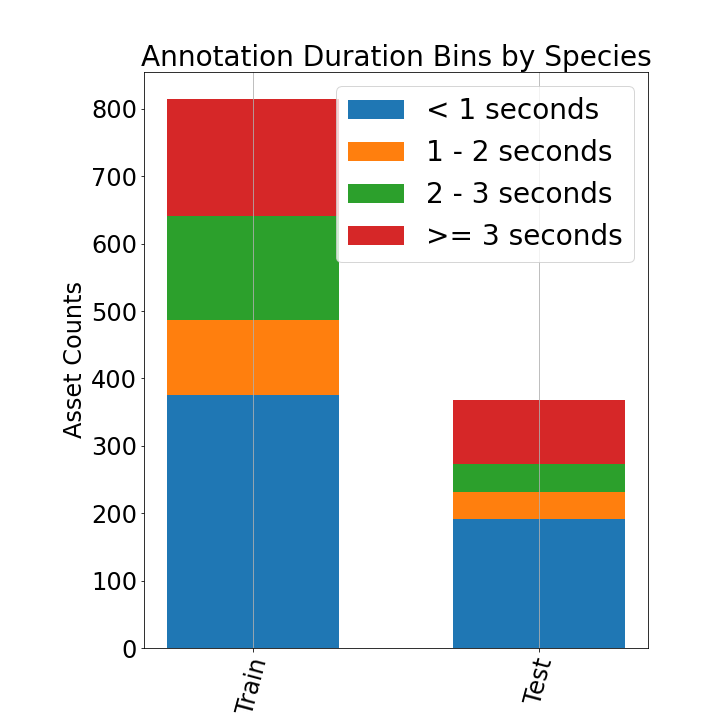 Annotation Duration Bins by Species
< 1 seconds
1 - 2 seconds
2 - 3 seconds
>= 3 seconds
Asset Counts
800
700
600
500
400
300
200
100
0
Train
Test